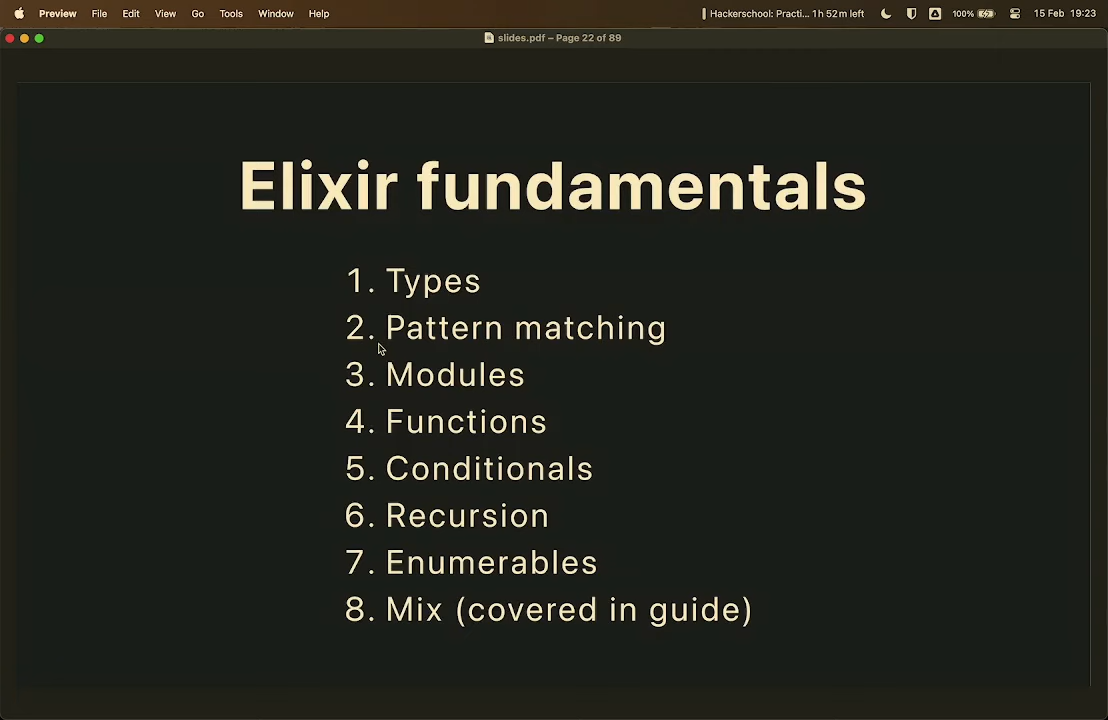 Preview File Edit View Go Tools Window Help Hackerschool: Practi... 1h 52m left 100% 15 Feb 19:23
slides.pdf – Page 22 of 89
Elixir fundamentals
1. Types
2. Pattern matching
3. Modules
4. Functions
5. Conditionals
6. Recursion
7. Enumerables
8. Mix (covered in guide)